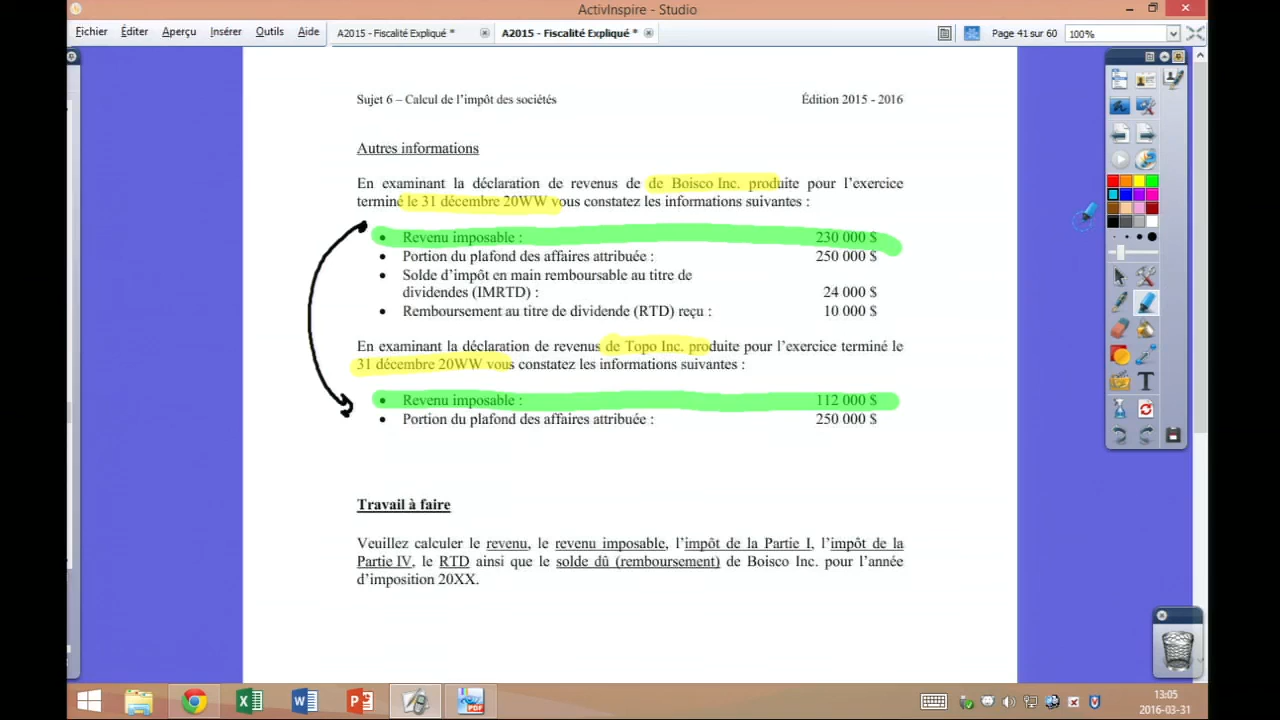 ActivInspire - Studio
Fichier Éditer Aperçu Insérer Outils Aide
A2015 - Fiscalité Expliqué *
A2015 - Fiscalité Expliqué *
Page 41 sur 60
100%
Sujet 6 – Calcul de l'impôt des sociétés
Édition 2015 - 2016
Autres informations
En examinant la déclaration de revenus de de Boisco Inc. produite pour l'exercice
terminé le 31 décembre 20WW vous constatez les informations suivantes :
• Revenu imposable : 230 000 $
• Portion du plafond des affaires attribuée : 250 000 $
• Solde d'impôt en main remboursable au titre de
dividendes (IMRTD) : 24 000 $
• Remboursement au titre de dividende (RTD) reçu : 10 000 $
En examinant la déclaration de revenus de Topo Inc. produite pour l'exercice terminé le
31 décembre 20WW vous constatez les informations suivantes :
• Revenu imposable : 112 000 $
• Portion du plafond des affaires attribuée : 250 000 $
Travail à faire
Veuillez calculer le revenu, le revenu imposable, l'impôt de la Partie I, l'impôt de la
Partie IV, le RTD ainsi que le solde dû (remboursement) de Boisco Inc. pour l'année
d'imposition 20XX.
13:05
2016-03-31